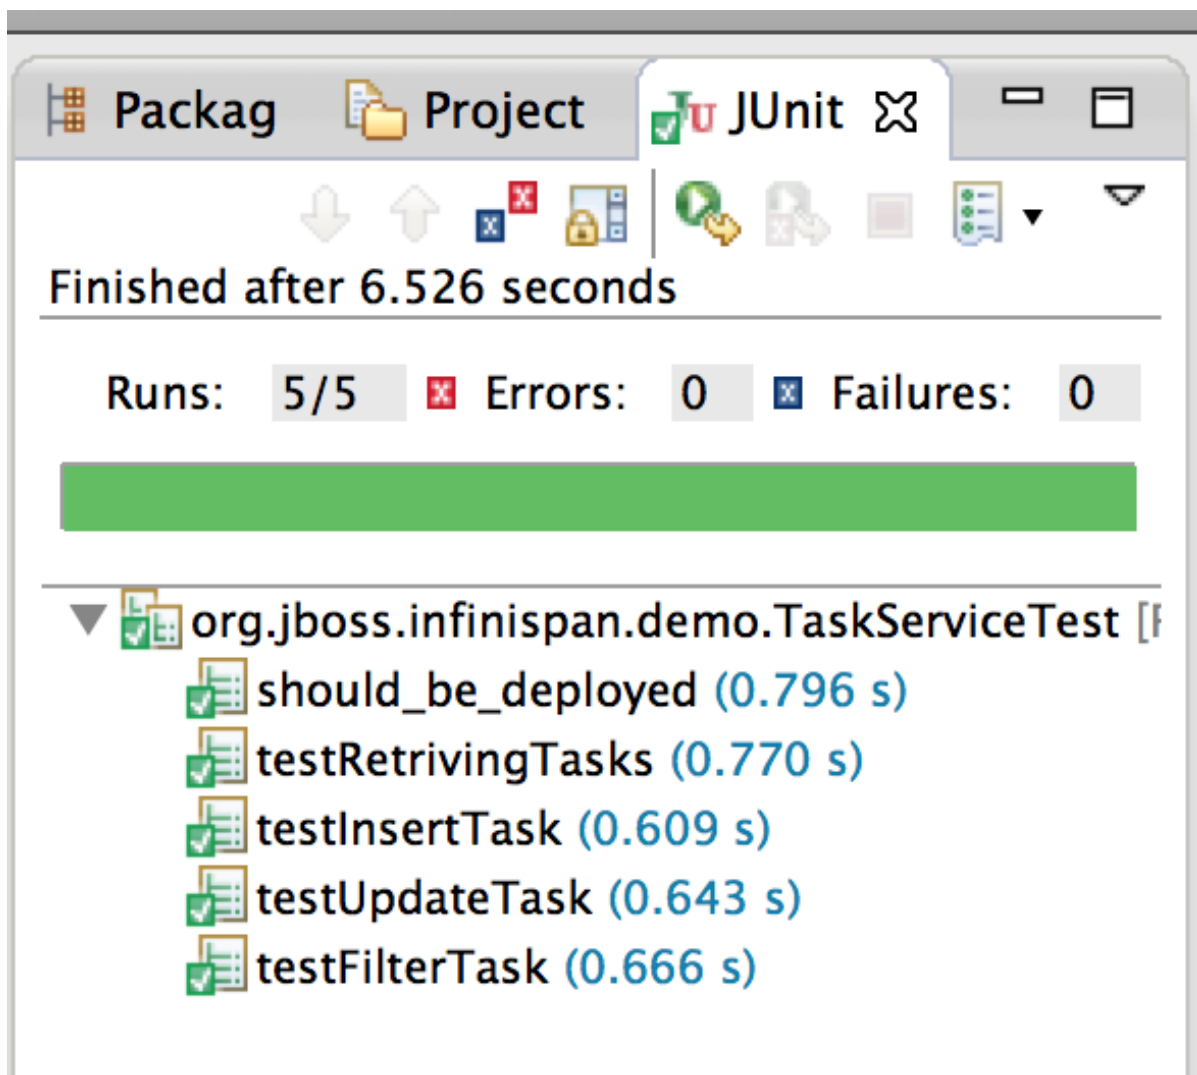 Packag Project JUnit
Finished after 6.526 seconds
Runs: 5/5 Errors: 0 Failures: 0
org.jboss.infinispan.demo.TaskServiceTest
should_be_deployed (0.796 s)
testRetrivingTasks (0.770 s)
testInsertTask (0.609 s)
testUpdateTask (0.643 s)
testFilterTask (0.666 s)